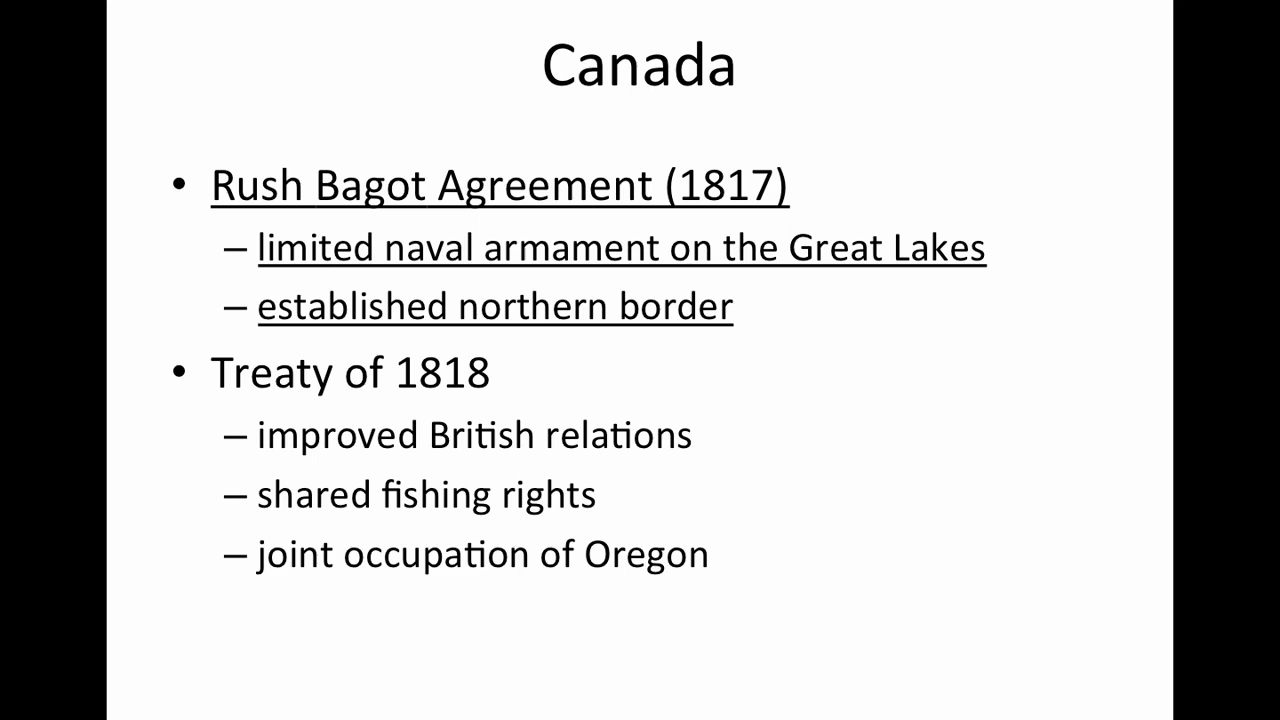 Canada
• Rush Bagot Agreement (1817)
– limited naval armament on the Great Lakes
– established northern border
• Treaty of 1818
– improved British relations
– shared fishing rights
– joint occupation of Oregon